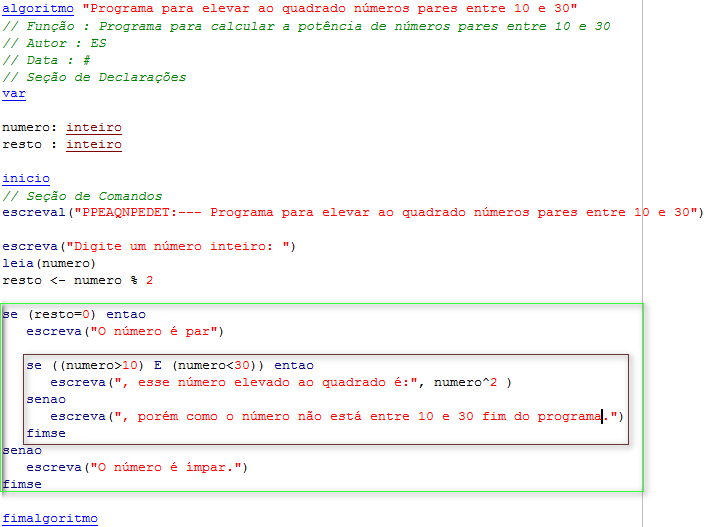 algoritmo "Programa para elevar ao quadrado números pares entre 10 e 30"
// Função : Programa para calcular a potência de números pares entre 10 e 30
// Autor : ES
// Data : #
// Seção de Declarações
var
numero: inteiro
resto : inteiro
inicio
// Seção de Comandos
escreval("PPEAQNPEDET:--- Programa para elevar ao quadrado números pares entre 10 e 30")
escreva("Digite um número inteiro: ")
leia(numero)
resto <- numero % 2
se (resto=0) entao
escreva("O número é par")
se ((numero>10) E (numero<30)) entao
escreva(", esse número elevado ao quadrado é:", numero^2 )
senao
escreva(", porém como o número não está entre 10 e 30 fim do programa.")
fimse
senao
escreva("O número é ímpar.")
fimse
fimalgoritmo